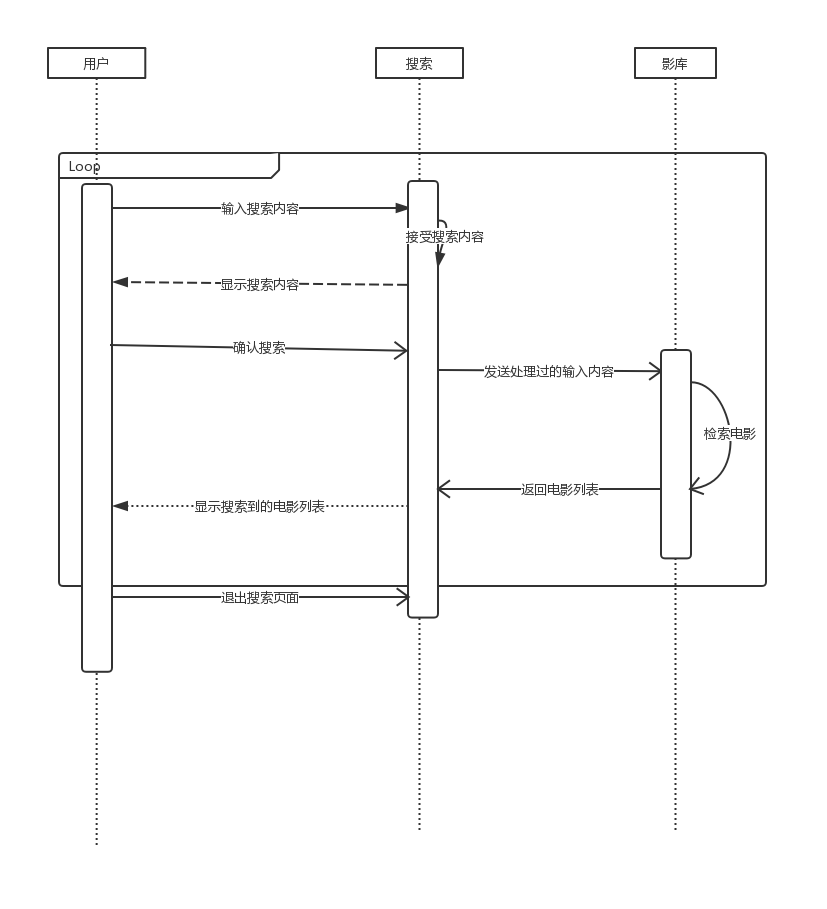 用户
搜索
影库
Loop
输入搜索内容
接受搜索内容
显示搜索内容
确认搜索
发送处理过的输入内容
检索电影
返回电影列表
显示搜索到的电影列表
退出搜索页面